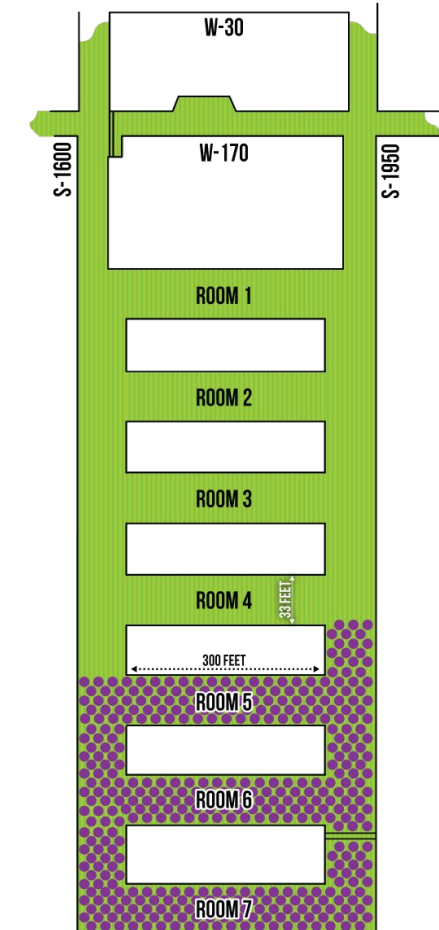 W-30
S-1600
W-170
S-1950
ROOM 1
ROOM 2
ROOM 3
ROOM 4
33 FEET
300 FEET
ROOM 5
ROOM 6
ROOM 7